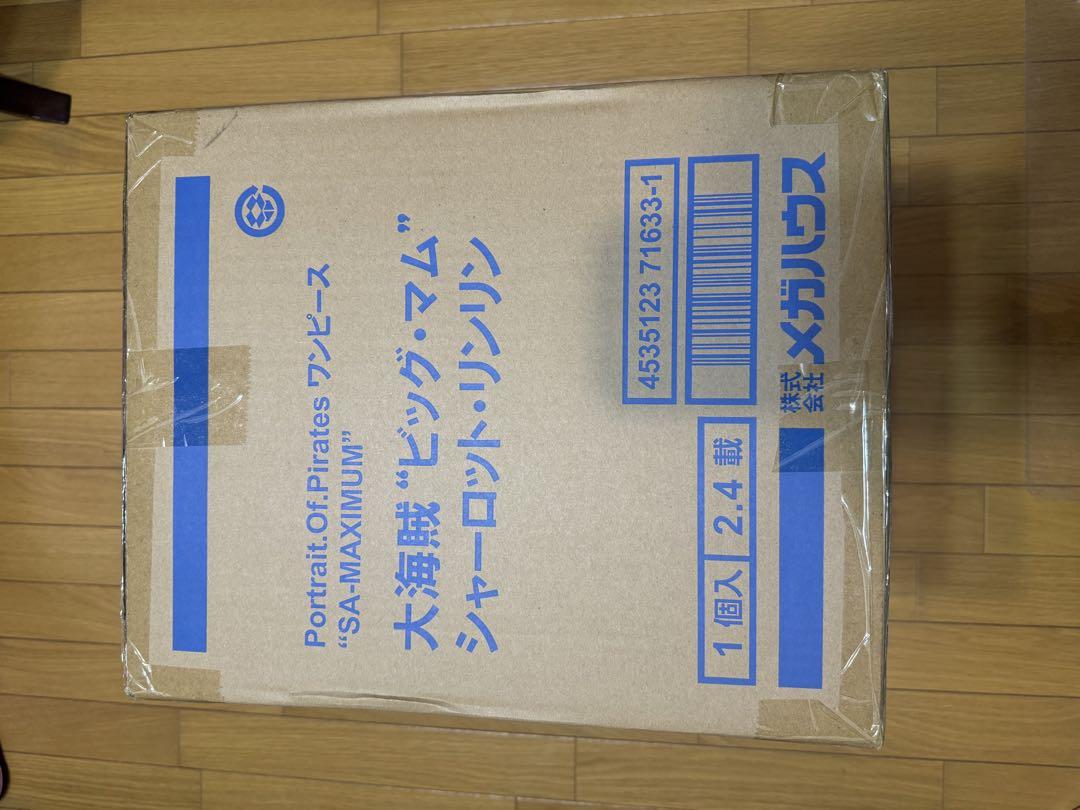 Portrait.Of.Pirates ワンピース
“SA-MAXIMUM”
大海賊“ビッグ・マム”
シャーロット・リンリン
4535123 71633-1
1個入 2.4 載
株式会社 メガハウス